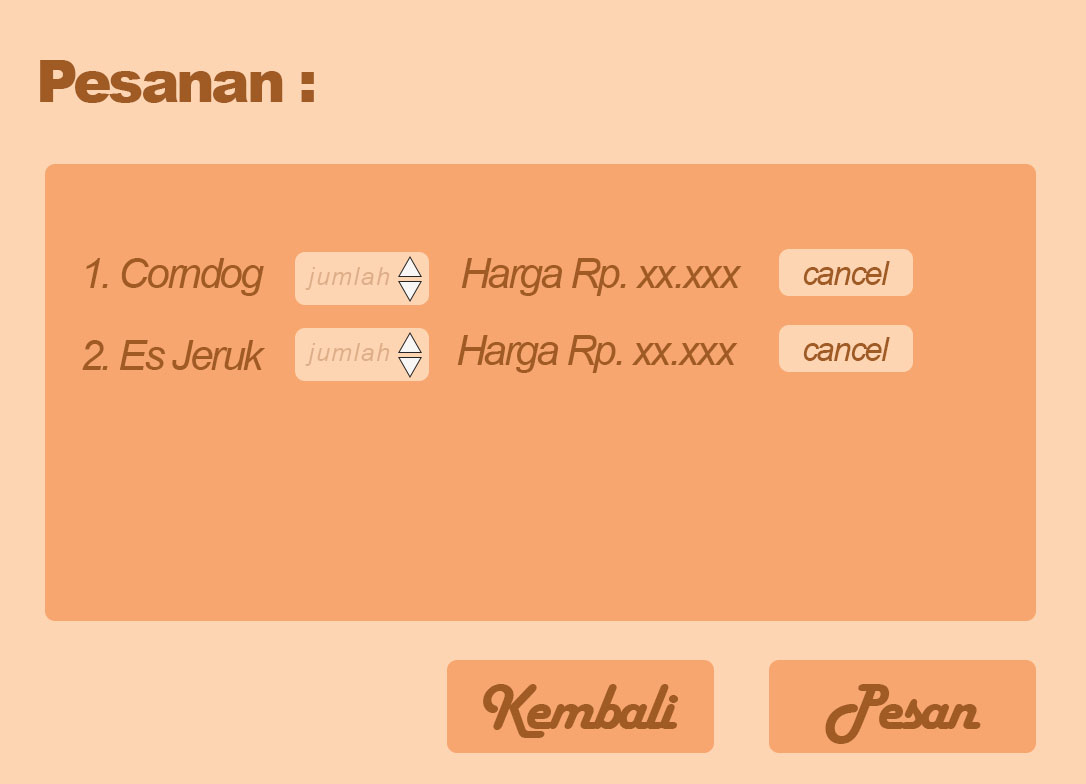 Pesanan :
1. Corndog jumlah Harga Rp. xx.xxx cancel
2. Es Jeruk jumlah Harga Rp. xx.xxx cancel
Kembali Pesan